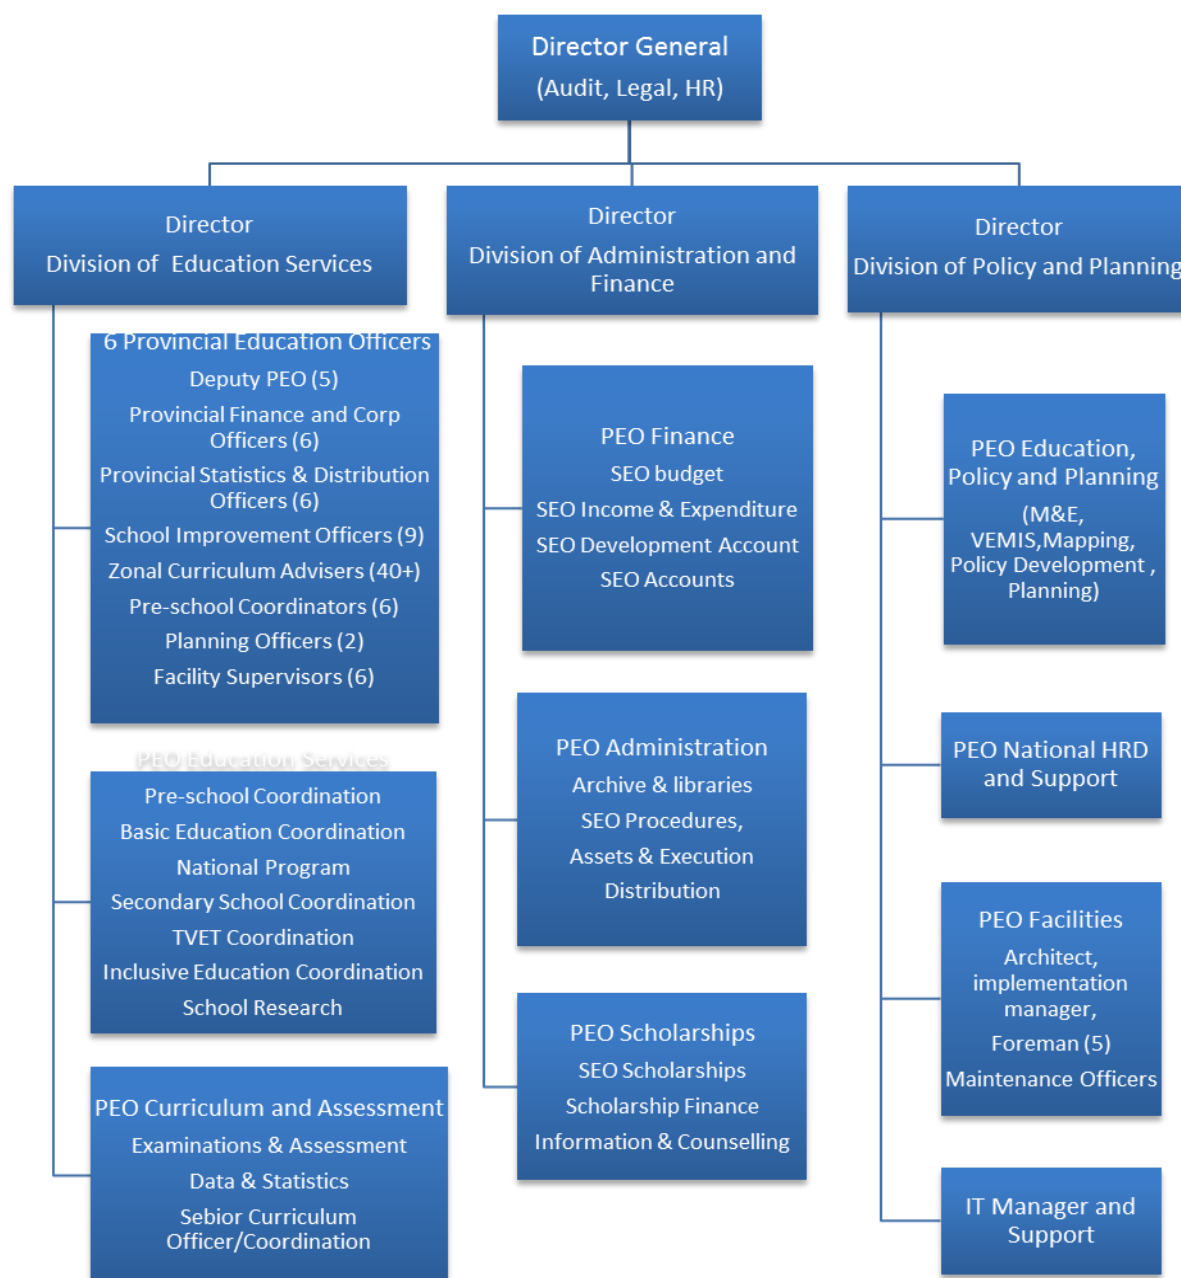 Director General
(Audit, Legal, HR)
Director
Division of Education Services
6 Provincial Education Officers
Deputy PEO (5)
Provincial Finance and Corp
Officers (6)
Provincial Statistics & Distribution
Officers (6)
School Improvement Officers (9)
Zonal Curriculum Advisers (40+)
Pre-school Coordinators (6)
Planning Officers (2)
Facility Supervisors (6)
PEO Education Services
Pre-school Coordination
Basic Education Coordination
National Program
Secondary School Coordination
TVET Coordination
Inclusive Education Coordination
School Research
PEO Curriculum and Assessment
Examinations & Assessment
Data & Statistics
Sebior Curriculum
Officer/Coordination
Director
Division of Administration and
Finance
PEO Finance
SEO budget
SEO Income & Expenditure
SEO Development Account
SEO Accounts
PEO Administration
Archive & libraries
SEO Procedures,
Assets & Execution
Distribution
PEO Scholarships
SEO Scholarships
Scholarship Finance
Information & Counselling
Director
Division of Policy and Planning
PEO Education,
Policy and Planning
(M&E,
VEMIS,Mapping,
Policy Development ,
Planning)
PEO National HRD
and Support
PEO Facilities
Architect,
implementation
manager,
Foreman (5)
Maintenance Officers
IT Manager and
Support